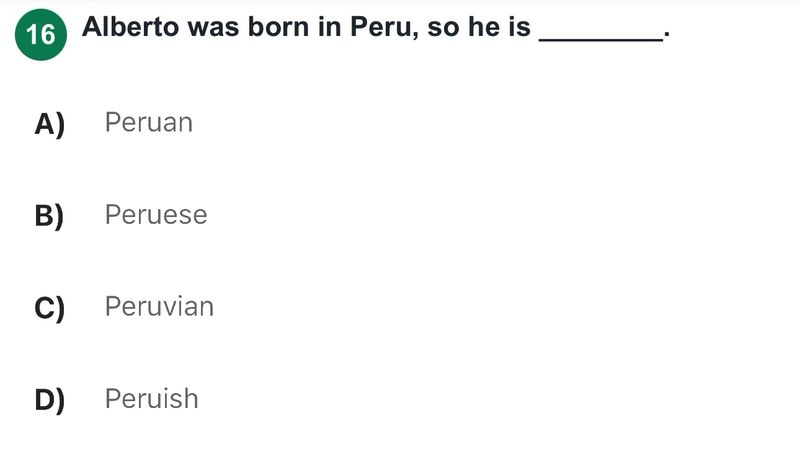 16 Alberto was born in Peru, so he is ________.
A) Peruan
B) Peruese
C) Peruvian
D) Peruish